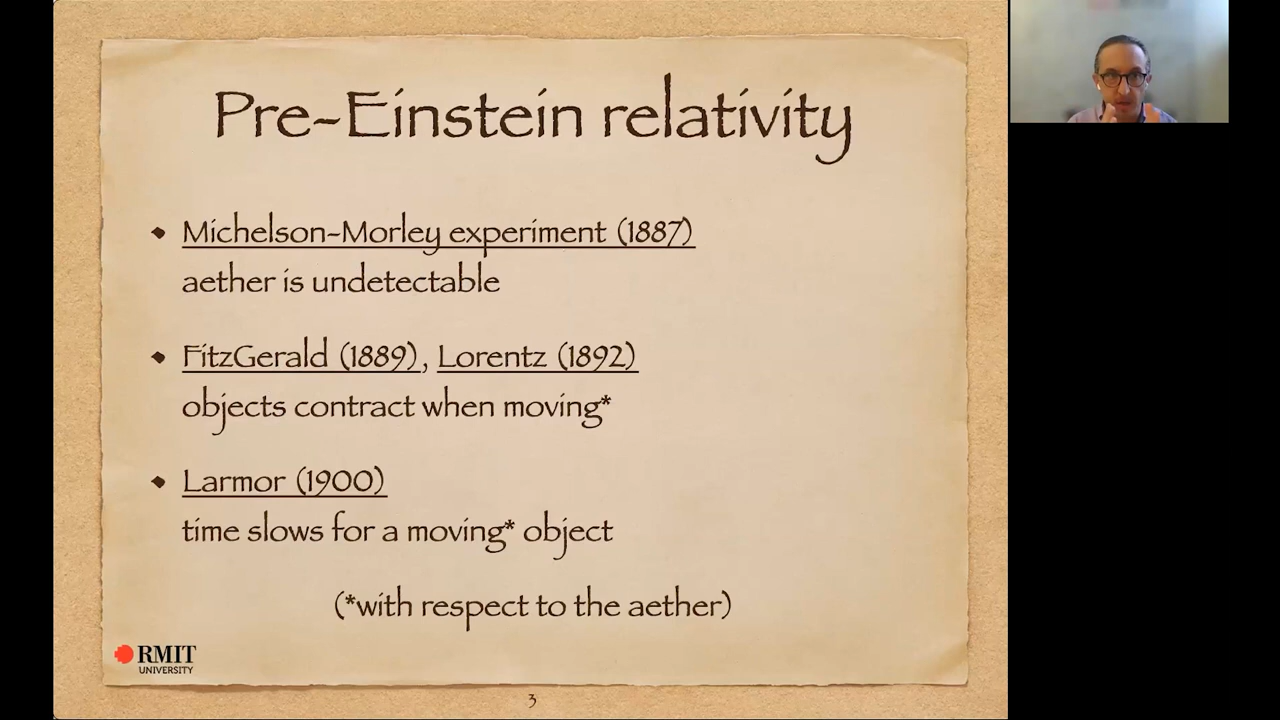 Pre-Einstein relativity
• Michelson-Morley experiment (1887)
aether is undetectable
• FitzGerald (1889), Lorentz (1892)
objects contract when moving*
• Larmor (1900)
time slows for a moving* object
(*with respect to the aether)
RMIT
UNIVERSITY
3